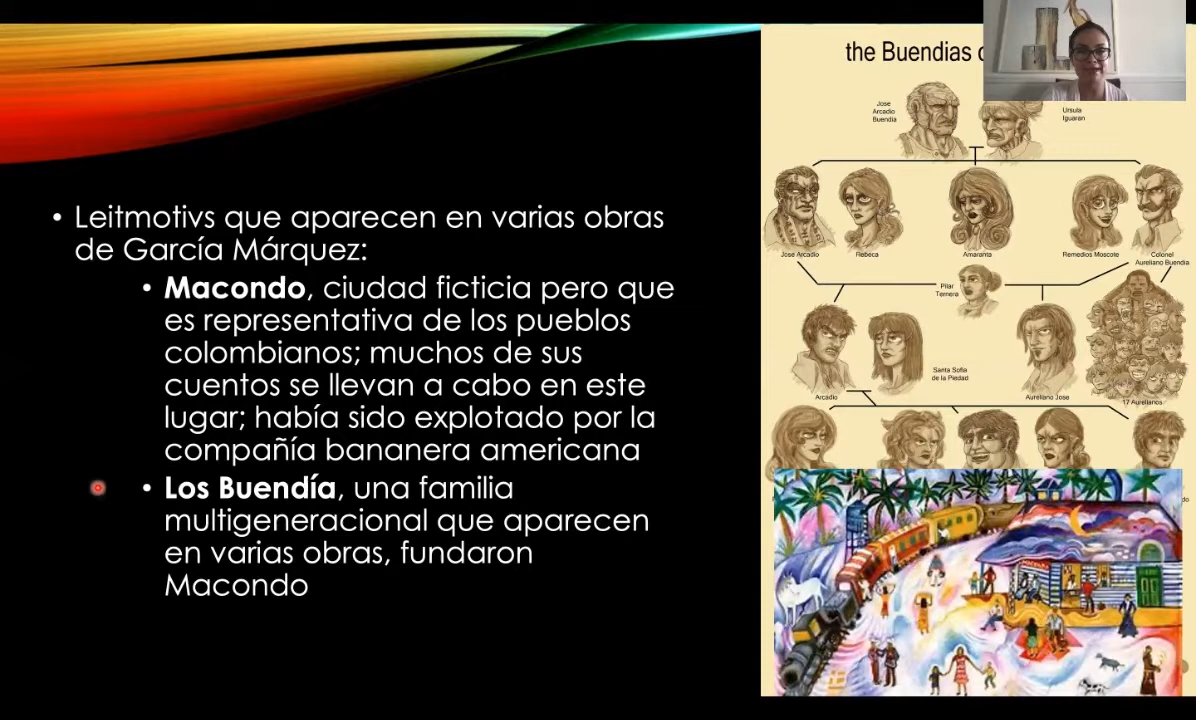 • Leitmotivs que aparecen en varias obras
de García Márquez:
• Macondo, ciudad ficticia pero que
es representativa de los pueblos
colombianos; muchos de sus
cuentos se llevan a cabo en este
lugar; había sido explotado por la
compañía bananera americana
• Los Buendía, una familia
multigeneracional que aparecen
en varias obras, fundaron
Macondo
the Buendias
Jose
Arcadio
Buendia
Ursula
Iguaran
Jose Arcadio
Rebeca
Amaranta
Remedios Moscote
Colonel
Aureliano Buendia
Pilar
Ternera
Arcadio
Santa Sofia
de la Piedad
Aureliano Jose
17 Aurelianos